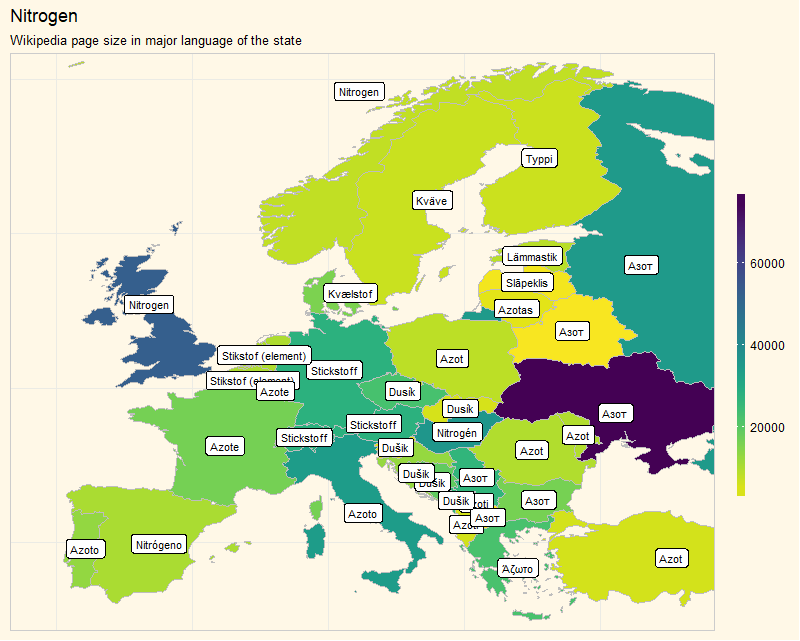 Nitrogen
Wikipedia page size in major language of the state
Nitrogen
Typpi
Kväve
Lämmastik
Азот
Slāpeklis
Kvælstof
Nitrogen
Azotas
Азот
Stikstof (element)
Azot
Stickstoff
Stikstof (element)
Azote
Dusík
Dusík
Азот
Stickstoff
Nitrogén
Azot
Stickstoff
Azote
Dušik
Azot
Dušik
Dušik
Азот
Dušik
Азот
Azoto
Азот
Azoto
Nitrógeno
Azot
Άζωτο
60000
40000
20000